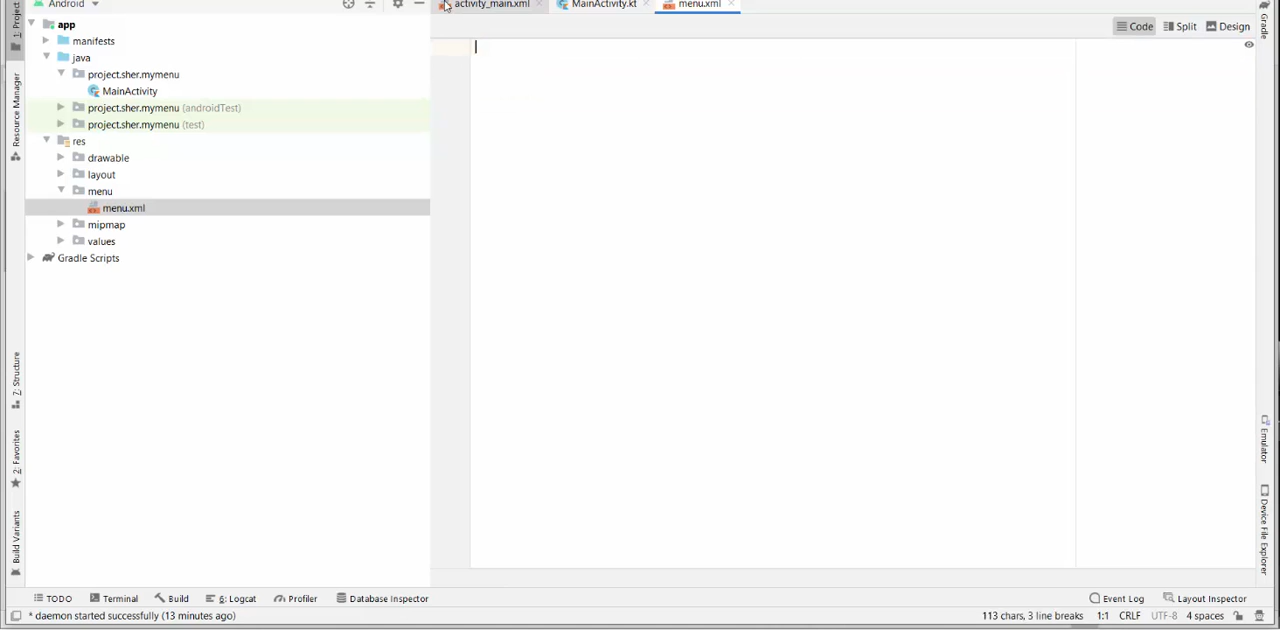 Android
activity_main.xml
MainActivity.kt
menu.xml
app
manifests
java
project.sher.mymenu
MainActivity
project.sher.mymenu (androidTest)
project.sher.mymenu (test)
res
drawable
layout
menu
menu.xml
mipmap
values
Gradle Scripts
Code
Split
Design
1: Project
Resource Manager
7: Structure
2: Favorites
Build Variants
Gradle
Emulator
Device File Explorer
TODO
Terminal
Build
6: Logcat
Profiler
Database Inspector
Event Log
Layout Inspector
* daemon started successfully (13 minutes ago)
113 chars, 3 line breaks
1:1
CRLF
UTF-8
4 spaces